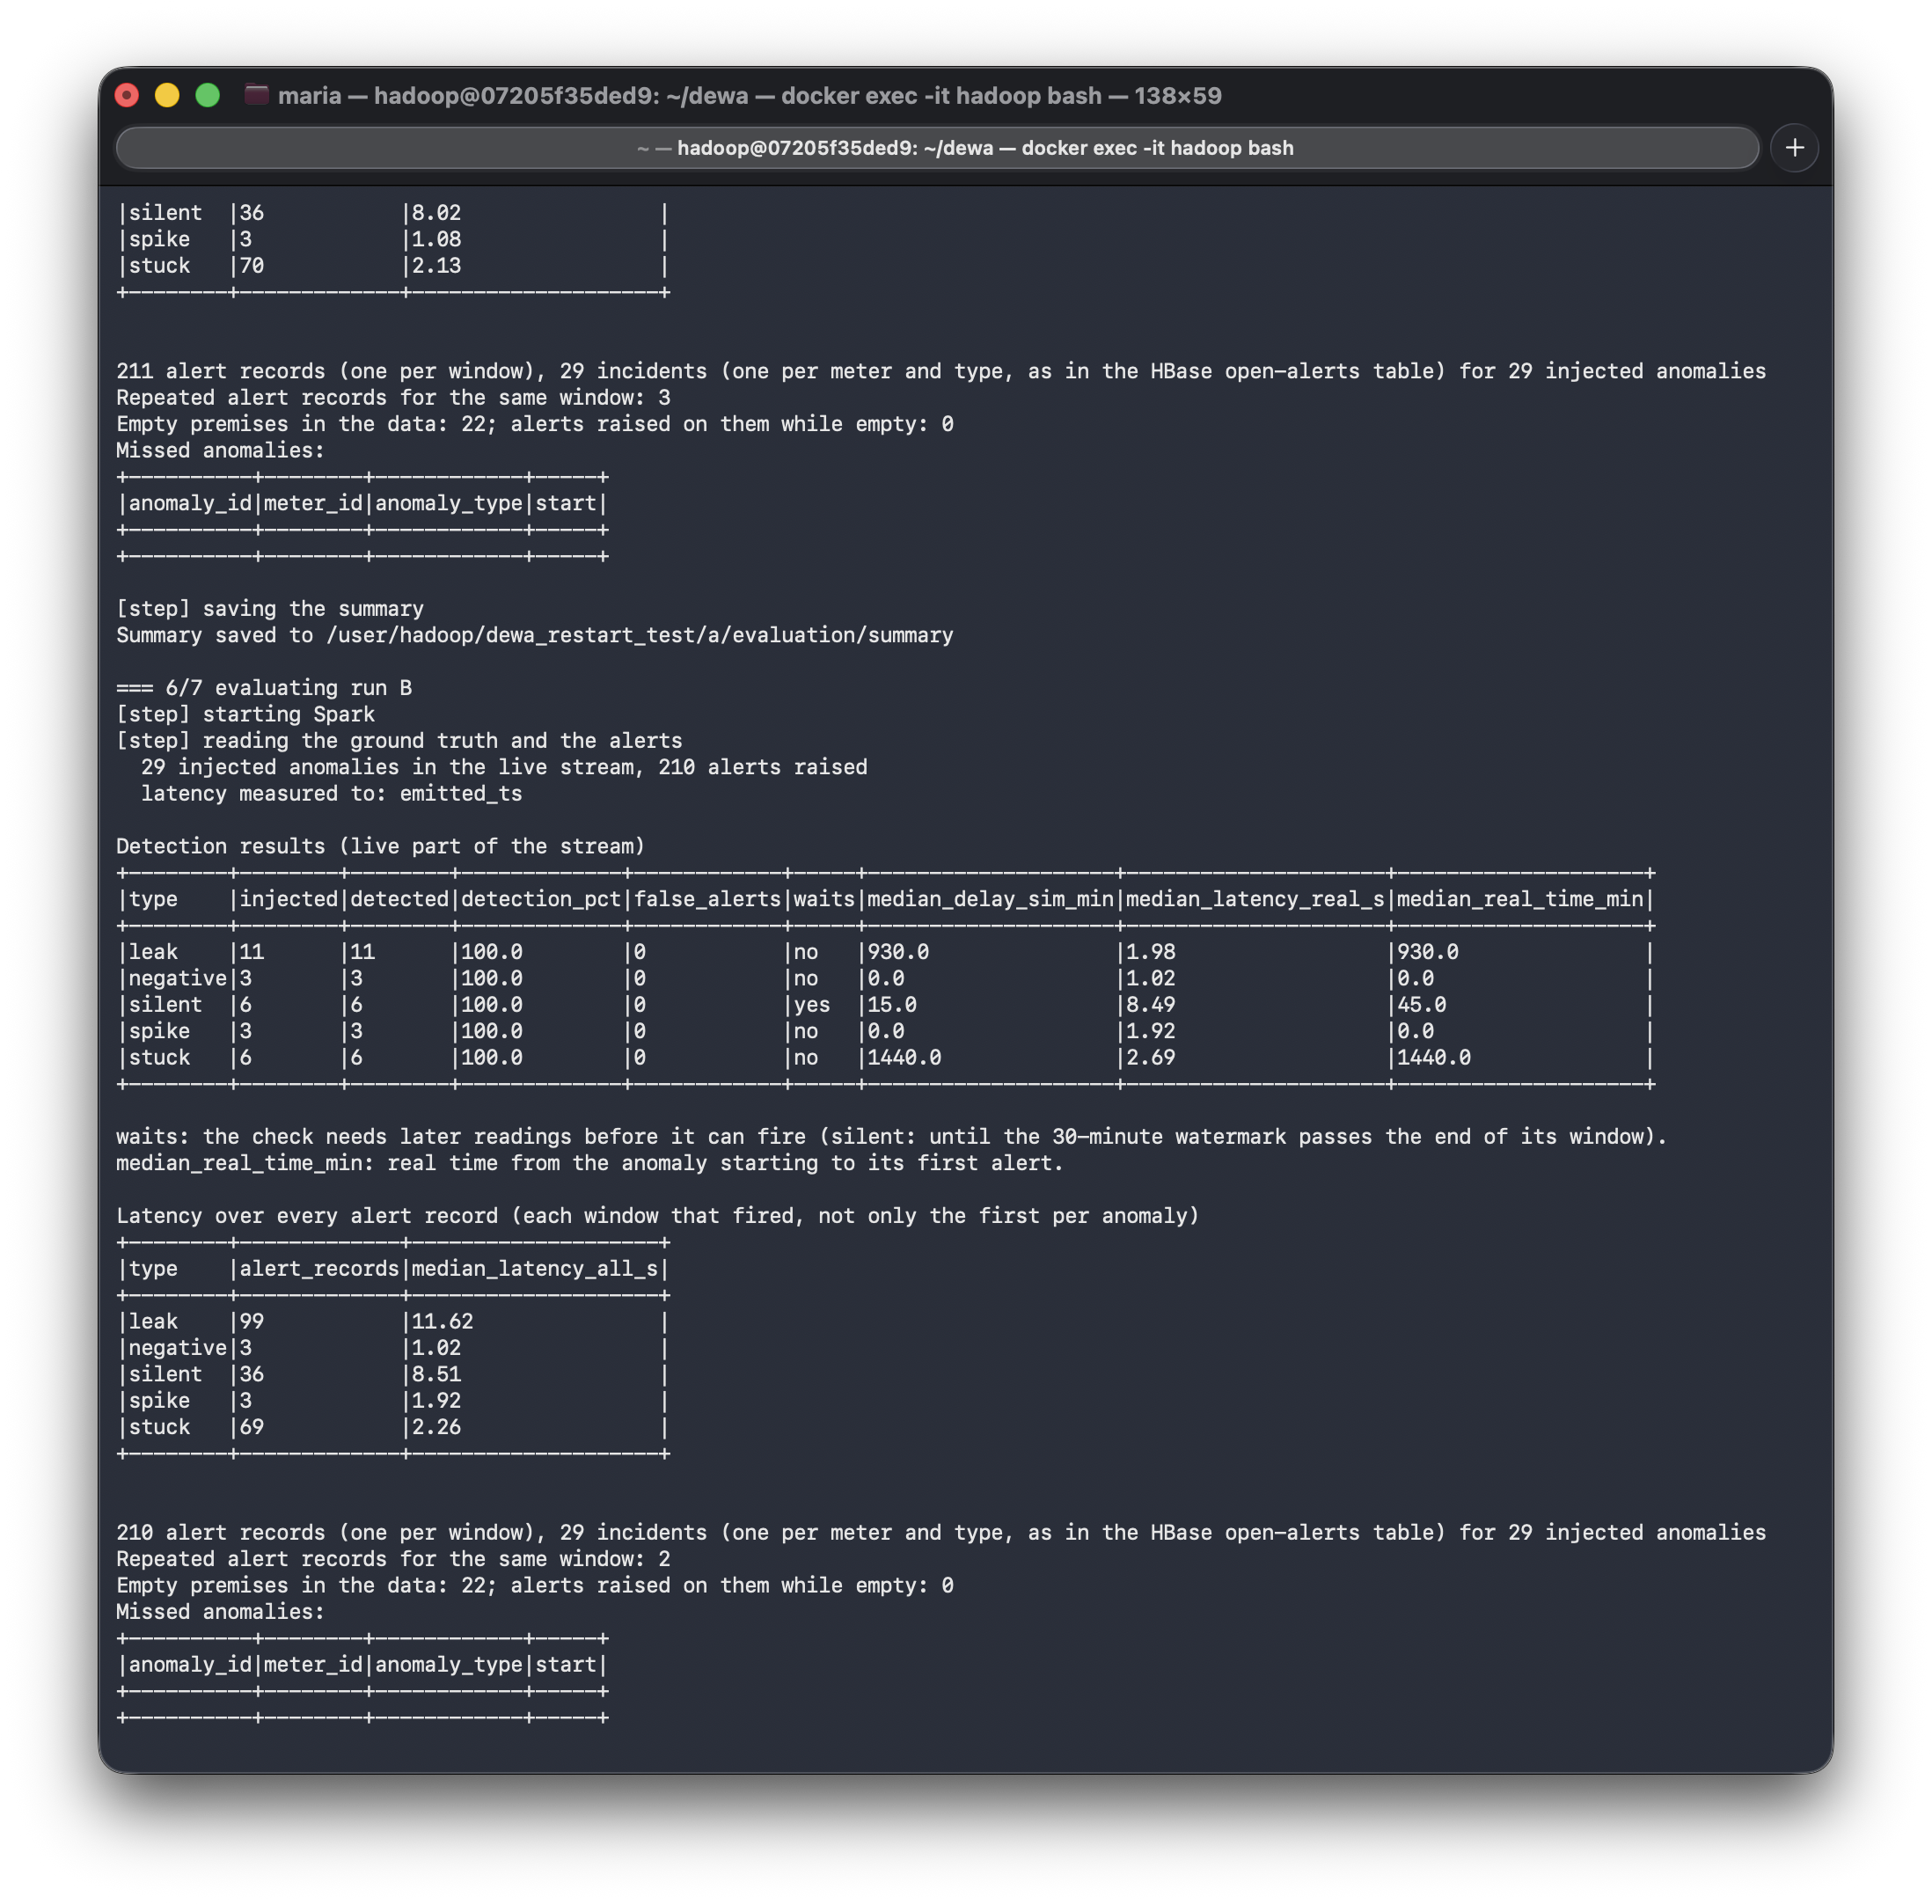 maria — hadoop@07205f35ded9: ~/dewa — docker exec -it hadoop bash — 138×59
~ — hadoop@07205f35ded9: ~/dewa — docker exec -it hadoop bash
+
|silent  |36           |8.02                |
|spike   |3            |1.08                |
|stuck   |70           |2.13                |
+--------+-------------+--------------------+
211 alert records (one per window), 29 incidents (one per meter and type, as in the HBase open-alerts table) for 29 injected anomalies
Repeated alert records for the same window: 3
Empty premises in the data: 22; alerts raised on them while empty: 0
Missed anomalies:
+----------+--------+------------+-----+
|anomaly_id|meter_id|anomaly_type|start|
+----------+--------+------------+-----+
+----------+--------+------------+-----+
[step] saving the summary
Summary saved to /user/hadoop/dewa_restart_test/a/evaluation/summary
=== 6/7 evaluating run B
[step] starting Spark
[step] reading the ground truth and the alerts
  29 injected anomalies in the live stream, 210 alerts raised
  latency measured to: emitted_ts
Detection results (live part of the stream)
+--------+--------+--------+-------------+------------+-----+--------------------+---------------------+--------------------+
|type    |injected|detected|detection_pct|false_alerts|waits|median_delay_sim_min|median_latency_real_s|median_real_time_min|
+--------+--------+--------+-------------+------------+-----+--------------------+---------------------+--------------------+
|leak    |11      |11      |100.0        |0           |no   |930.0               |1.98                 |930.0               |
|negative|3       |3       |100.0        |0           |no   |0.0                 |1.02                 |0.0                 |
|silent  |6       |6       |100.0        |0           |yes  |15.0                |8.49                 |45.0                |
|spike   |3       |3       |100.0        |0           |no   |0.0                 |1.92                 |0.0                 |
|stuck   |6       |6       |100.0        |0           |no   |1440.0              |2.69                 |1440.0              |
+--------+--------+--------+-------------+------------+-----+--------------------+---------------------+--------------------+
waits: the check needs later readings before it can fire (silent: until the 30-minute watermark passes the end of its window).
median_real_time_min: real time from the anomaly starting to its first alert.
Latency over every alert record (each window that fired, not only the first per anomaly)
+--------+-------------+--------------------+
|type    |alert_records|median_latency_all_s|
+--------+-------------+--------------------+
|leak    |99           |11.62               |
|negative|3            |1.02                |
|silent  |36           |8.51                |
|spike   |3            |1.92                |
|stuck   |69           |2.26                |
+--------+-------------+--------------------+
210 alert records (one per window), 29 incidents (one per meter and type, as in the HBase open-alerts table) for 29 injected anomalies
Repeated alert records for the same window: 2
Empty premises in the data: 22; alerts raised on them while empty: 0
Missed anomalies:
+----------+--------+------------+-----+
|anomaly_id|meter_id|anomaly_type|start|
+----------+--------+------------+-----+
+----------+--------+------------+-----+